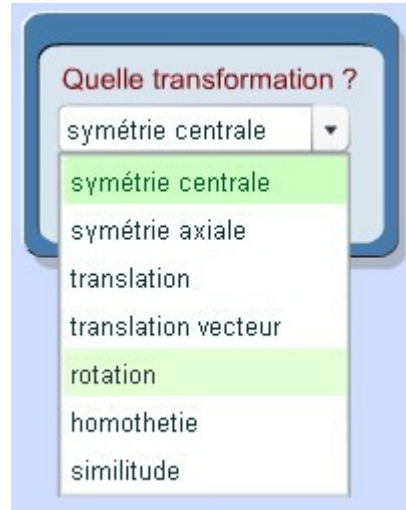 Quelle transformation ?
symétrie centrale
symétrie centrale
symétrie axiale
translation
translation vecteur
rotation
homothetie
similitude